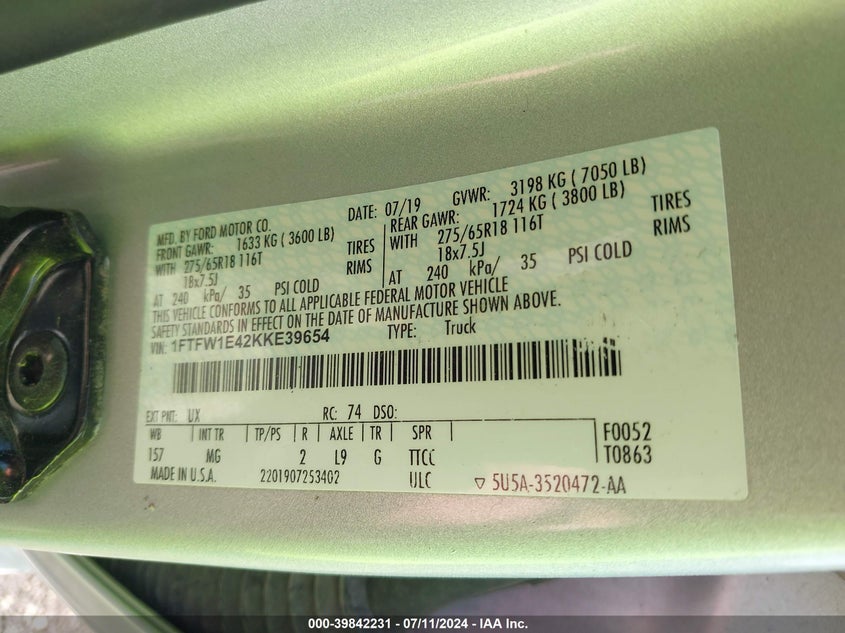 MFD. BY FORD MOTOR CO.
DATE: 07/19 GVWR: 3198 KG ( 7050 LB)
FRONT GAWR: 1633 KG ( 3600 LB)
WITH 275/65R18 116T TIRES
18x7.5J RIMS
AT 240 kPa/ 35 PSI COLD
REAR GAWR: 1724 KG ( 3800 LB)
WITH 275/65R18 116T TIRES
18x7.5J RIMS
AT 240 kPa/ 35 PSI COLD
THIS VEHICLE CONFORMS TO ALL APPLICABLE FEDERAL MOTOR VEHICLE
SAFETY STANDARDS IN EFFECT ON THE DATE OF MANUFACTURE SHOWN ABOVE.
VIN: 1FTFW1E42KKE39654 TYPE: Truck
EXT PNT: UX RC: 74 DSO:
WB INT TR TP/PS R AXLE TR SPR F0052
157 MG 2 L9 G TTCC T0863
MADE IN U.S.A. 2201907253402 ULC ▽ 5U5A-3520472-AA
000-39842231 - 07/11/2024 - IAA Inc.